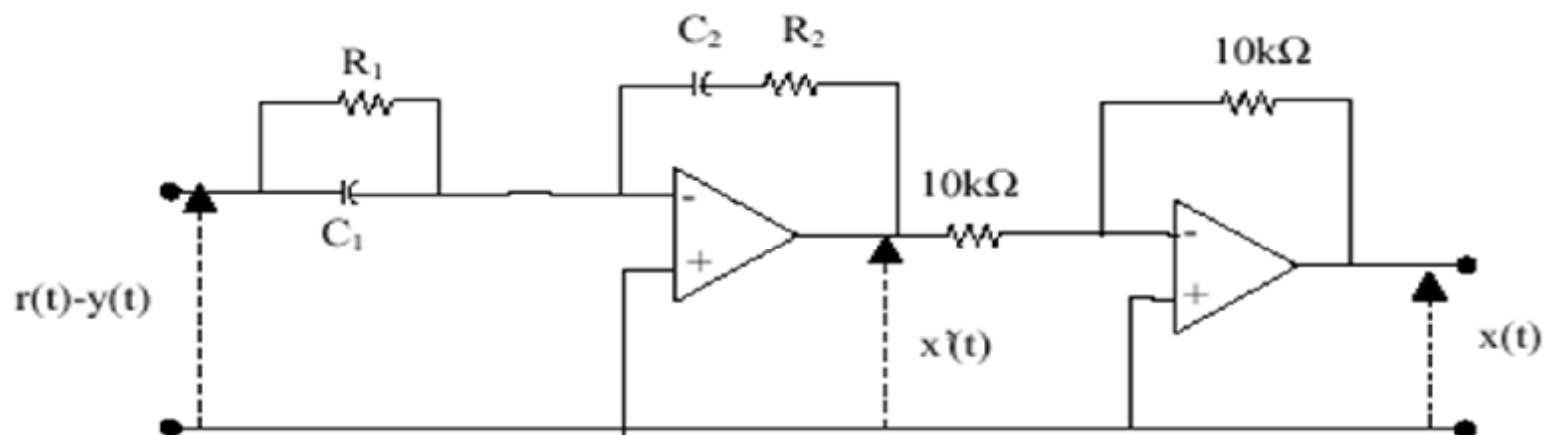 C₂ R₂
10kΩ
R₁
10kΩ
-
-
C₁
+
+
r(t)-y(t)
x̃(t)
x(t)